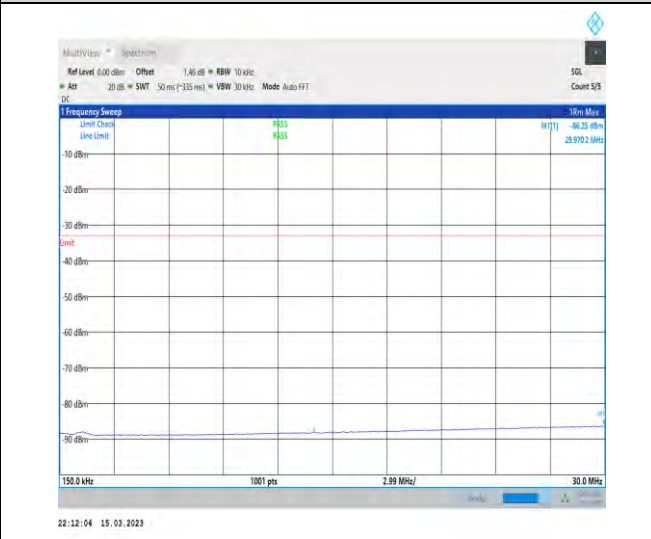 MultiView Spectrum
Ref Level 0.00 dBm Offset 1.40 dB RBW 10 kHz SGL
Att 20 dB SWT 50 ms (~335 ms) VBW 30 kHz Mode Auto FFT Count 5/5
DC
1 Frequency Sweep 1Rm Max
Limit Check PASS M1[1] -86.25 dBm
Line Limit PASS 29.9702 MHz
-10 dBm
-20 dBm
-30 dBm
Limit
-40 dBm
-50 dBm
-60 dBm
-70 dBm
-80 dBm
M1
-90 dBm
150.0 kHz 1001 pts 2.99 MHz/ 30.0 MHz
Ready
22:12:04 15.03.2023